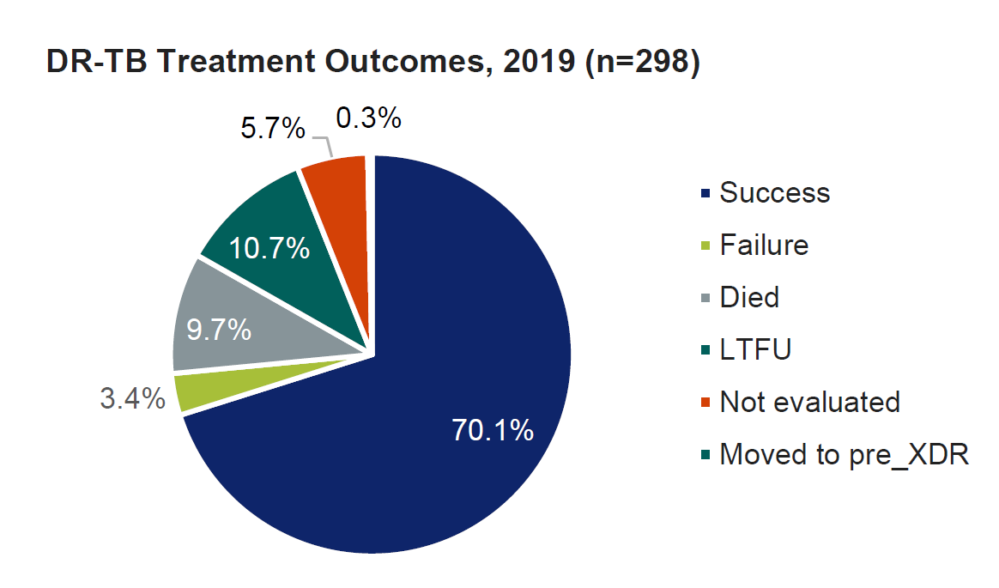 DR-TB Treatment Outcomes, 2019 (n=298)
5.7%
0.3%
10.7%
9.7%
3.4%
70.1%
Success
Failure
Died
LTFU
Not evaluated
Moved to pre_XDR